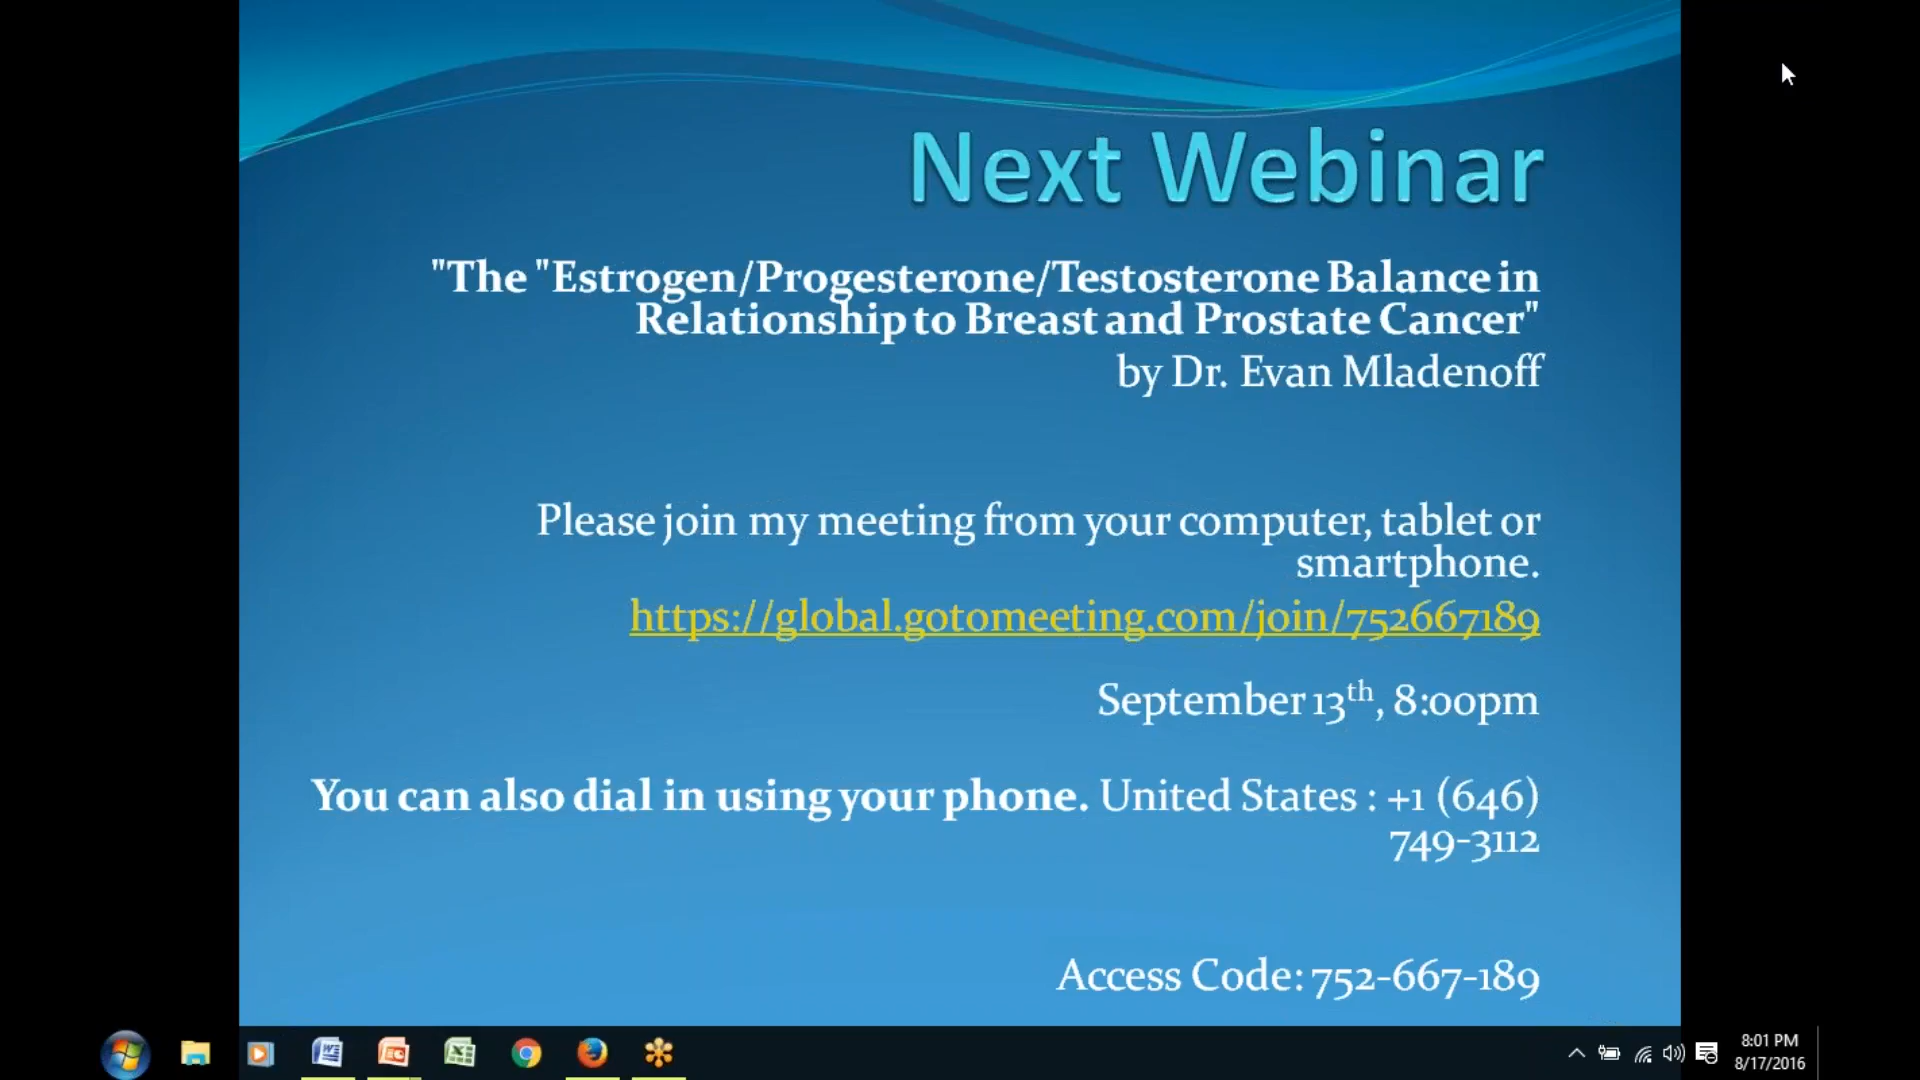 Next Webinar
"The "Estrogen/Progesterone/Testosterone Balance in
Relationship to Breast and Prostate Cancer"
by Dr. Evan Mladenoff
Please join my meeting from your computer, tablet or
smartphone.
https://global.gotomeeting.com/join/752667189
September 13th, 8:00pm
You can also dial in using your phone. United States : +1 (646)
749-3112
Access Code: 752-667-189
8:01 PM
8/17/2016